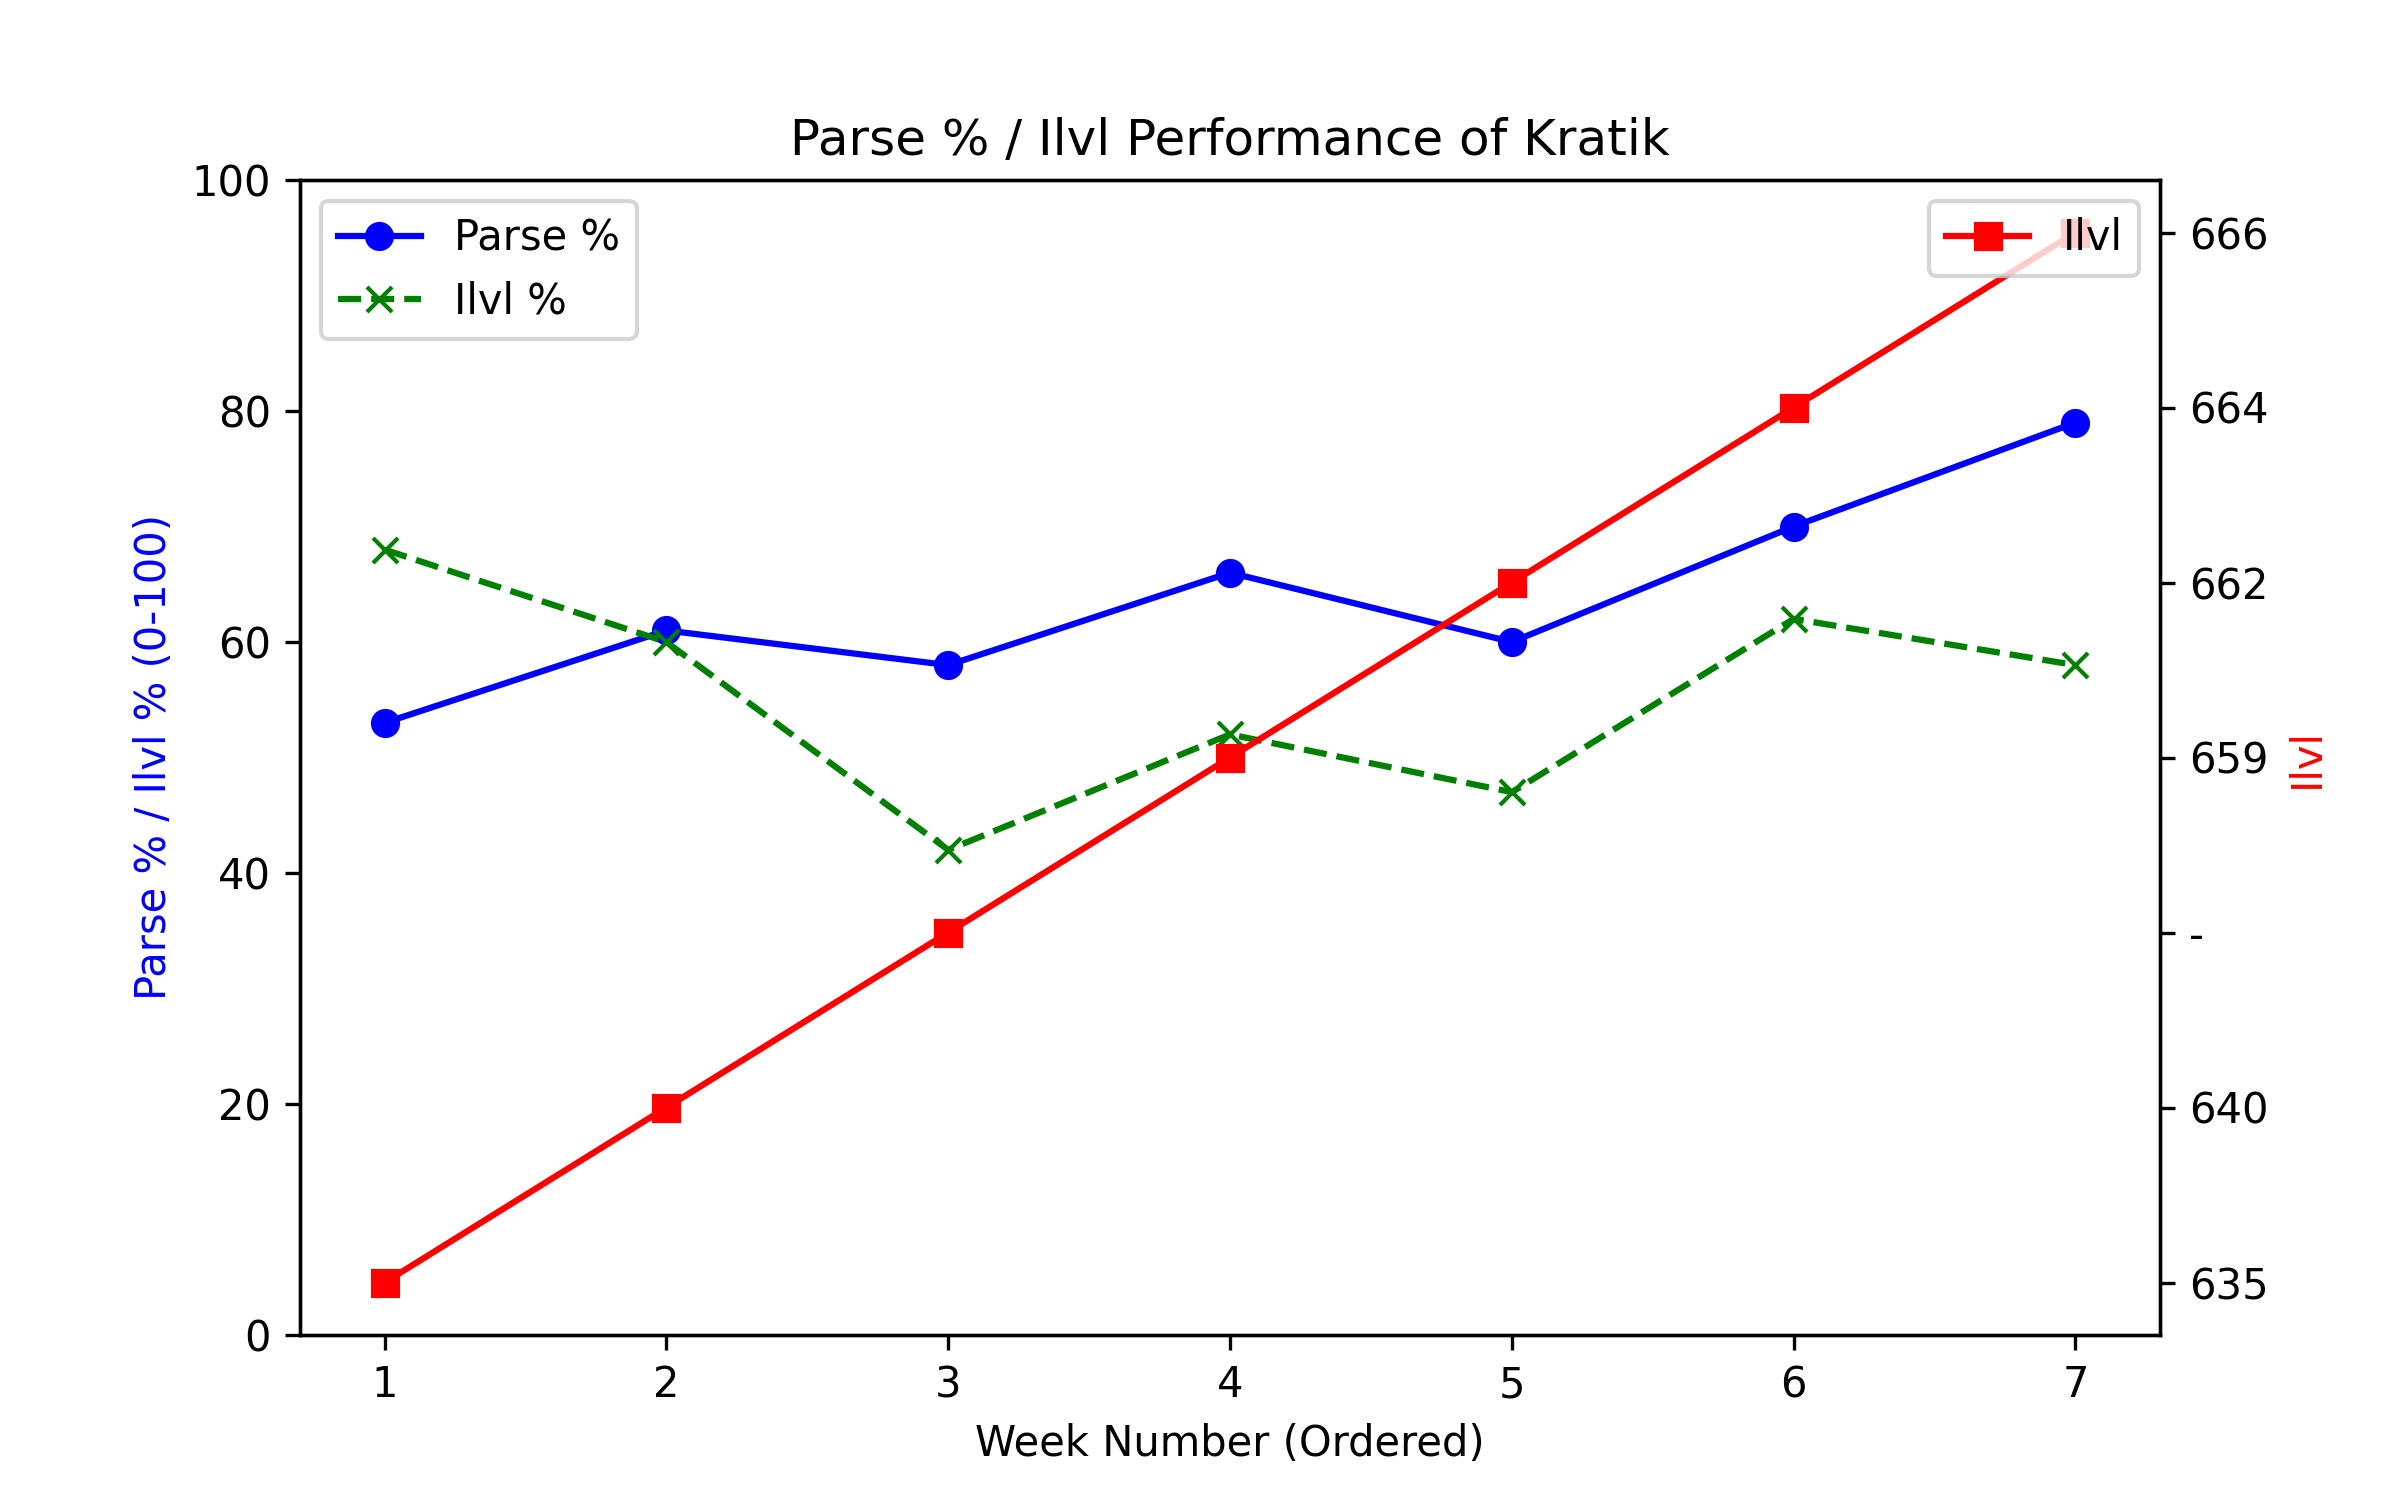 Parse % / Ilvl Performance of Kratik
Parse %
Ilvl %
Ilvl
Parse % / Ilvl % (0-100)
100
80
60
40
20
0
666
664
662
659
-
640
635
Ilvl
1 2 3 4 5 6 7
Week Number (Ordered)